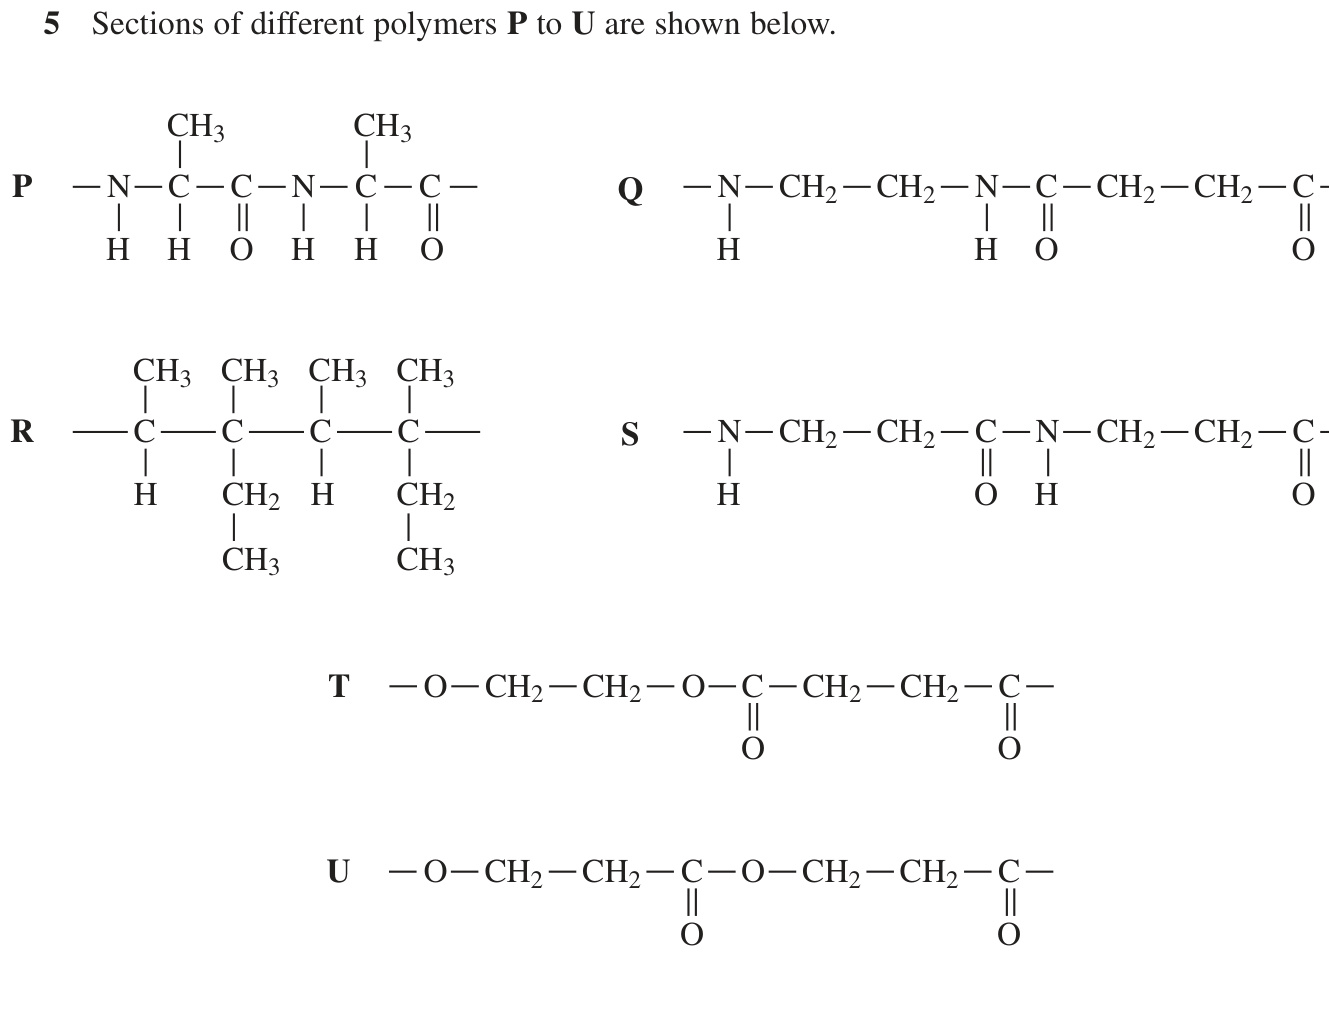 5 Sections of different polymers P to U are shown below.
CH3 CH3
P —N—C—C—N—C—C—
H H O H H O
Q —N—CH2—CH2—N—C—CH2—CH2—C-
H H O O
CH3 CH3 CH3 CH3
R —C—C—C—C—
H CH2 H CH2
CH3 CH3
S —N—CH2—CH2—C—N—CH2—CH2—C-
H O H O
T —O—CH2—CH2—O—C—CH2—CH2—C—
O O
U —O—CH2—CH2—C—O—CH2—CH2—C—
O O